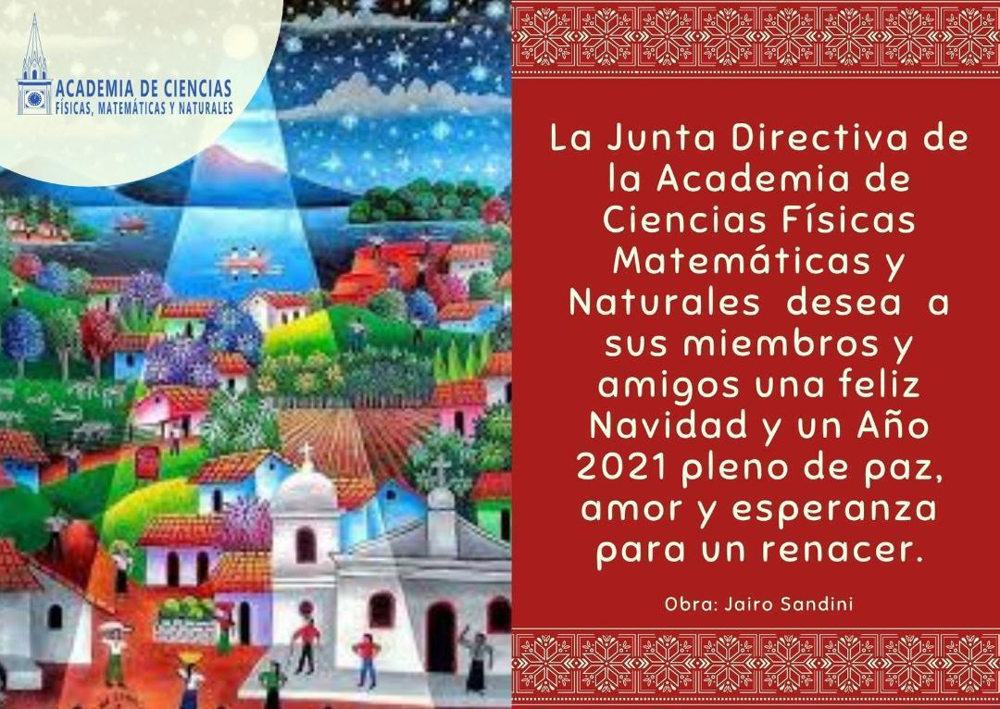 ACADEMIA DE CIENCIAS
FÍSICAS, MATEMÁTICAS Y NATURALES
La Junta Directiva de
la Academia de
Ciencias Físicas
Matemáticas y
Naturales desea a
sus miembros y
amigos una feliz
Navidad y un Año
2021 pleno de paz,
amor y esperanza
para un renacer.
Obra: Jairo Sandini